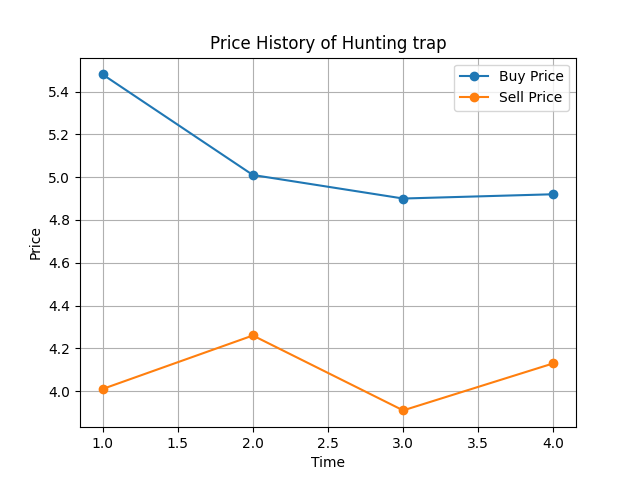 Price History of Hunting trap
Buy Price
Sell Price
5.4
5.2
5.0
4.8
4.6
4.4
4.2
4.0
Price
1.0 1.5 2.0 2.5 3.0 3.5 4.0
Time